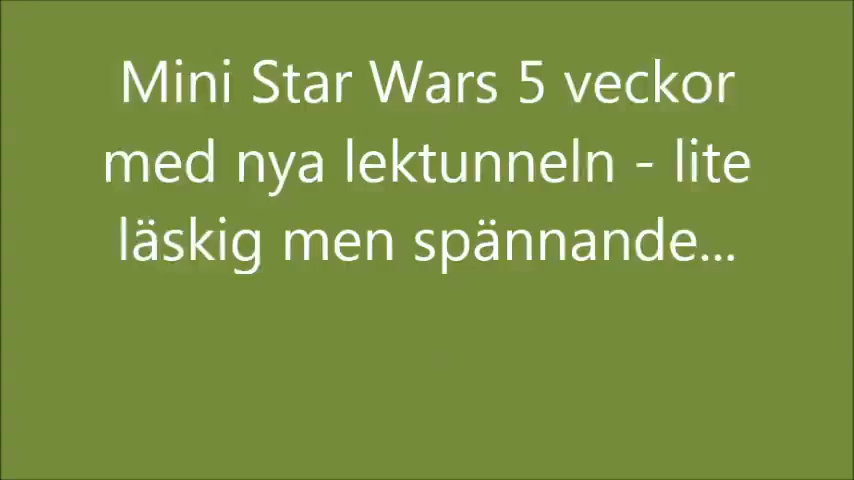 Mini Star Wars 5 veckor
med nya lektunneln - lite
läskig men spännande...